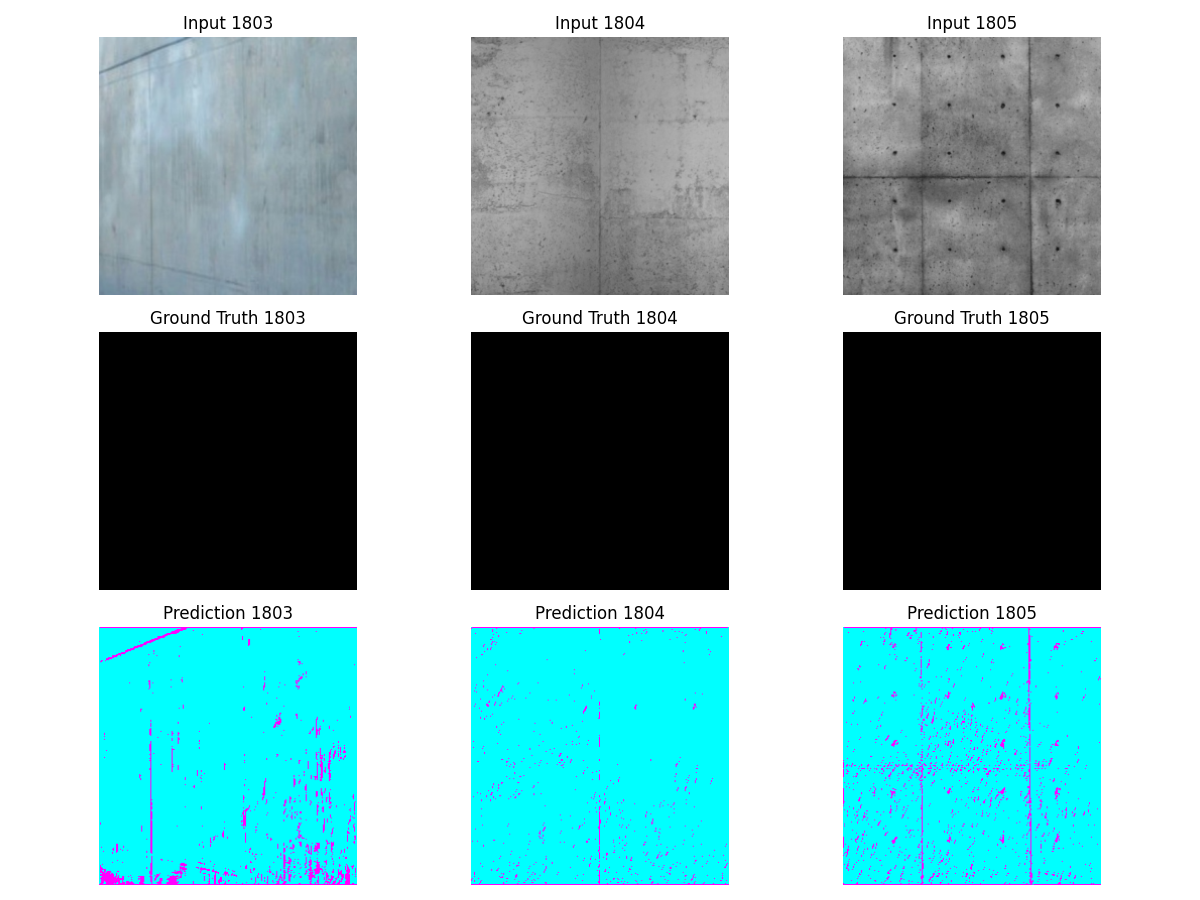 Input 1803
Input 1804
Input 1805
Ground Truth 1803
Ground Truth 1804
Ground Truth 1805
Prediction 1803
Prediction 1804
Prediction 1805